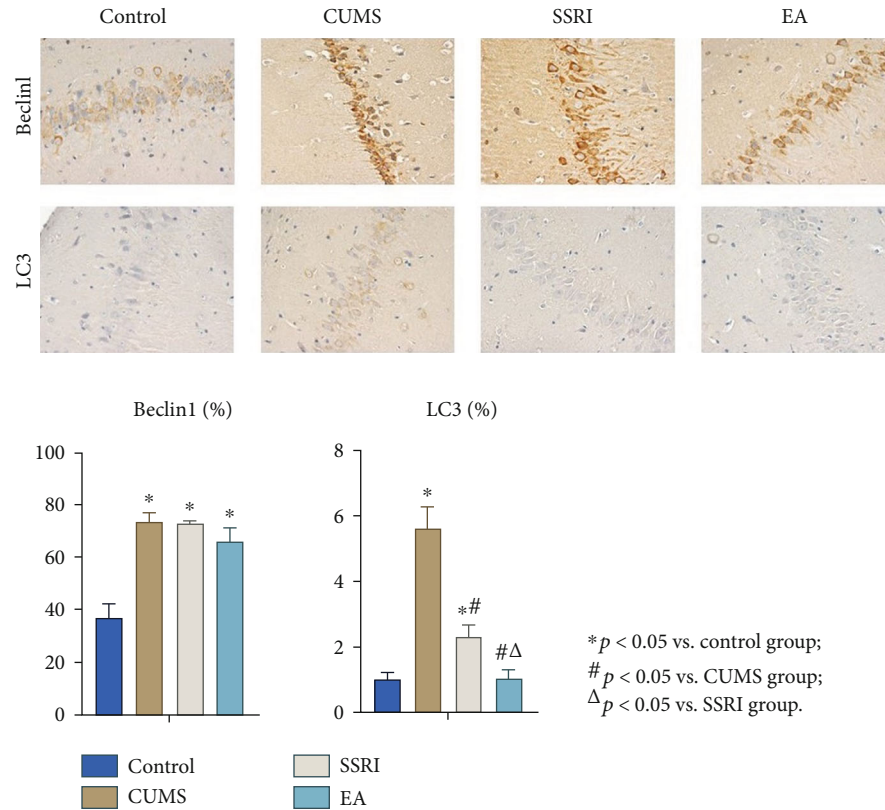 Control CUMS SSRI EA
Beclin1
LC3
Beclin1 (%)
100
80
60
40
20
0
* * *
LC3 (%)
8
6
4
2
0
*
*#
#Δ
*p < 0.05 vs. control group;
#p < 0.05 vs. CUMS group;
Δp < 0.05 vs. SSRI group.
Control
CUMS
SSRI
EA